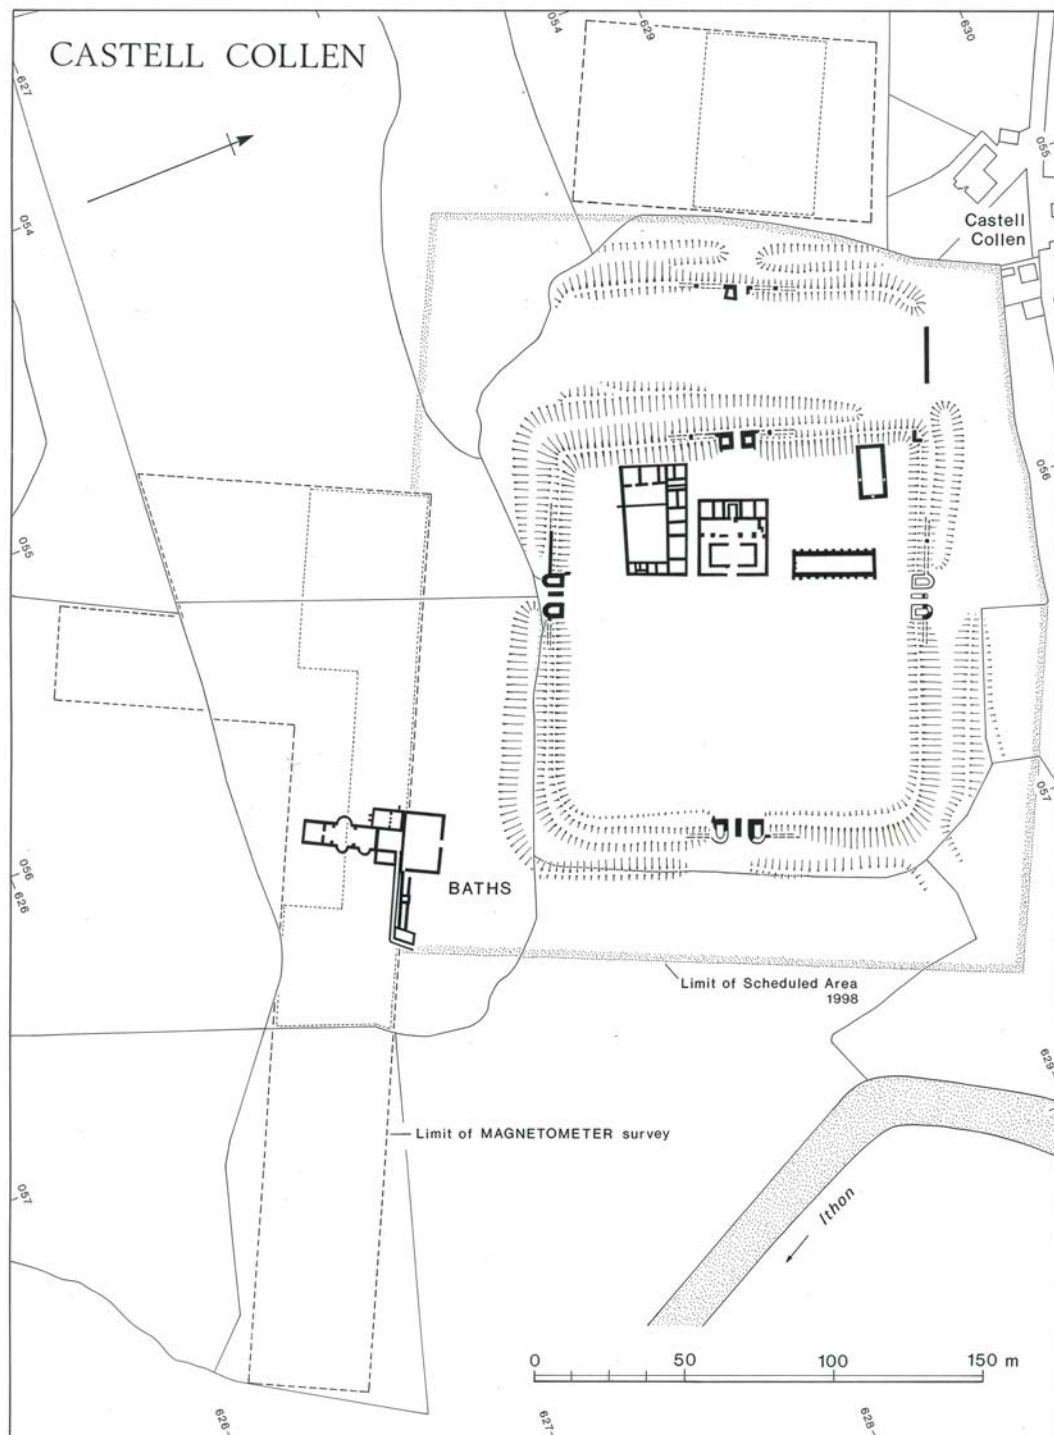 CASTELL COLLEN
054
629
630
627
055
Castell
Collen
054
056
055
057
056
626
BATHS
Limit of Scheduled Area
1998
629
Limit of MAGNETOMETER survey
057
Ithon
0 50 100 150 m
626
627
628